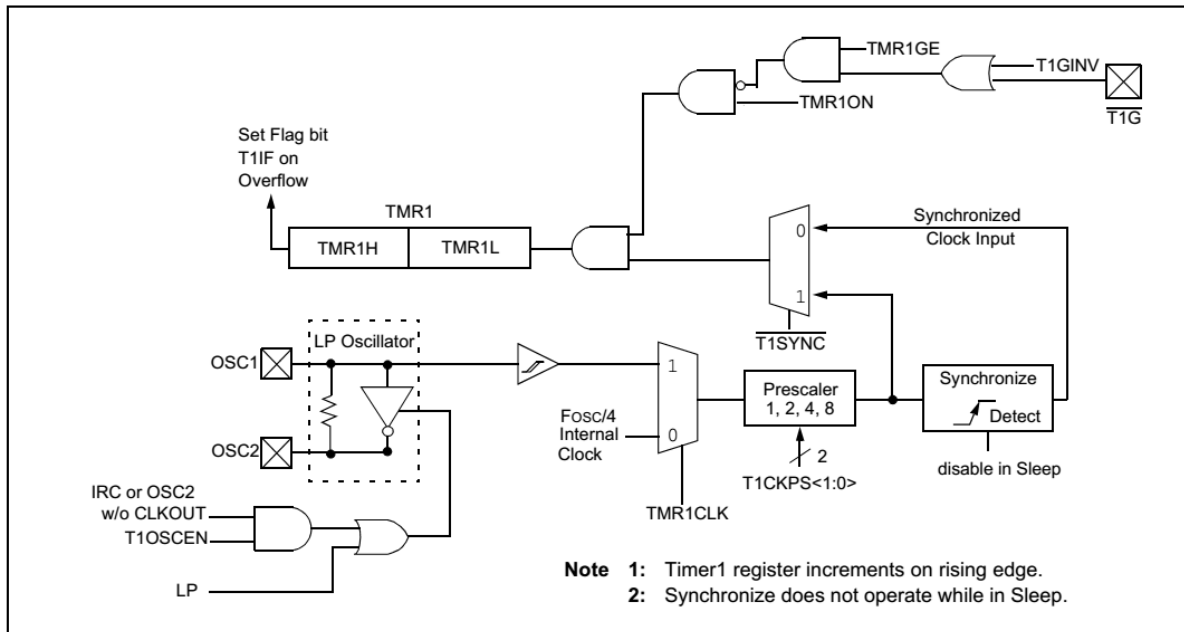 TMR1GE
T1GINV
TMR1ON
T1G
Set Flag bit
T1IF on
Overflow
TMR1
TMR1H
TMR1L
0
1
Synchronized
Clock Input
T1SYNC
LP Oscillator
OSC1
OSC2
1
0
FOSC/4
Internal
Clock
TMR1CLK
Prescaler
1, 2, 4, 8
2
T1CKPS<1:0>
Synchronize
Detect
disable in Sleep
IRC or OSC2
w/o CLKOUT
T1OSCEN
LP
Note 1: Timer1 register increments on rising edge.
2: Synchronize does not operate while in Sleep.